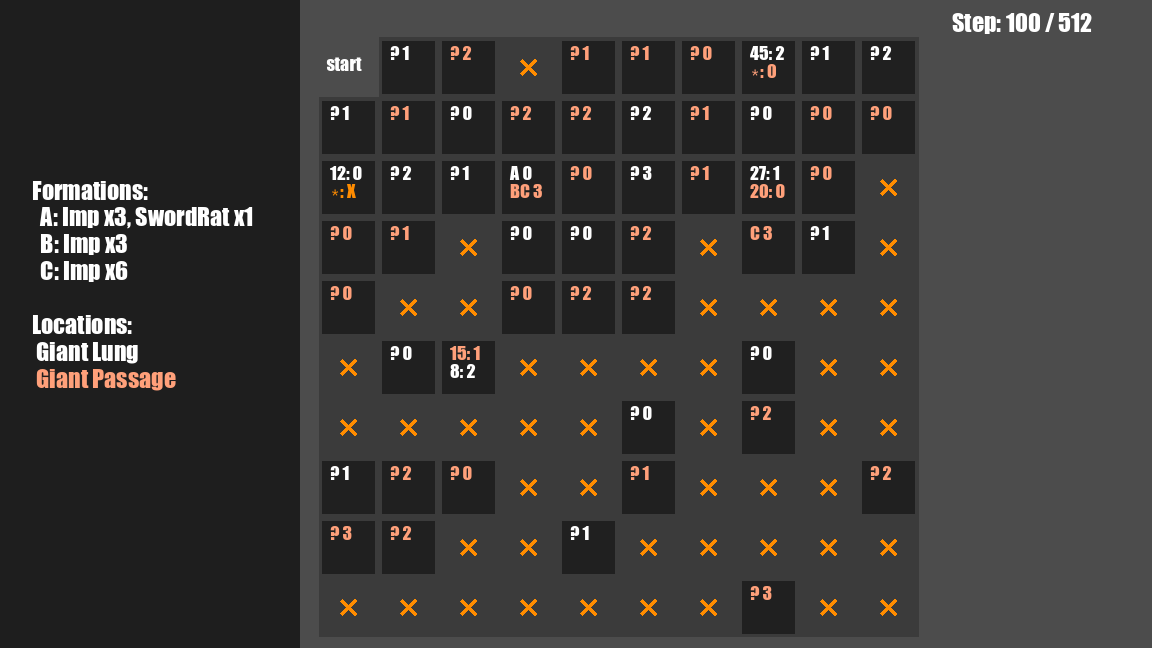 Step: 100 / 512
Formations:
A: Imp x3, SwordRat x1
B: Imp x3
C: Imp x6
Locations:
Giant Lung
Giant Passage
start ? 1 ? 2 × ? 1 ? 1 ? 0 45: 2 ? 1 ? 2
*: 0
? 1 ? 1 ? 0 ? 2 ? 2 ? 2 ? 1 ? 0 ? 0 ? 0
12: 0 ? 2 ? 1 A 0 ? 0 ? 3 ? 1 27: 1 ? 0 ×
*: X BC 3 20: 0
? 0 ? 1 × ? 0 ? 0 ? 2 × C 3 ? 1 ×
? 0 × × ? 0 ? 2 ? 2 × × × ×
× ? 0 15: 1 × × × × ? 0 × ×
8: 2
× × × × × ? 0 × ? 2 × ×
? 1 ? 2 ? 0 × × ? 1 × × × ? 2
? 3 ? 2 × × ? 1 × × × × ×
× × × × × × × ? 3 × ×